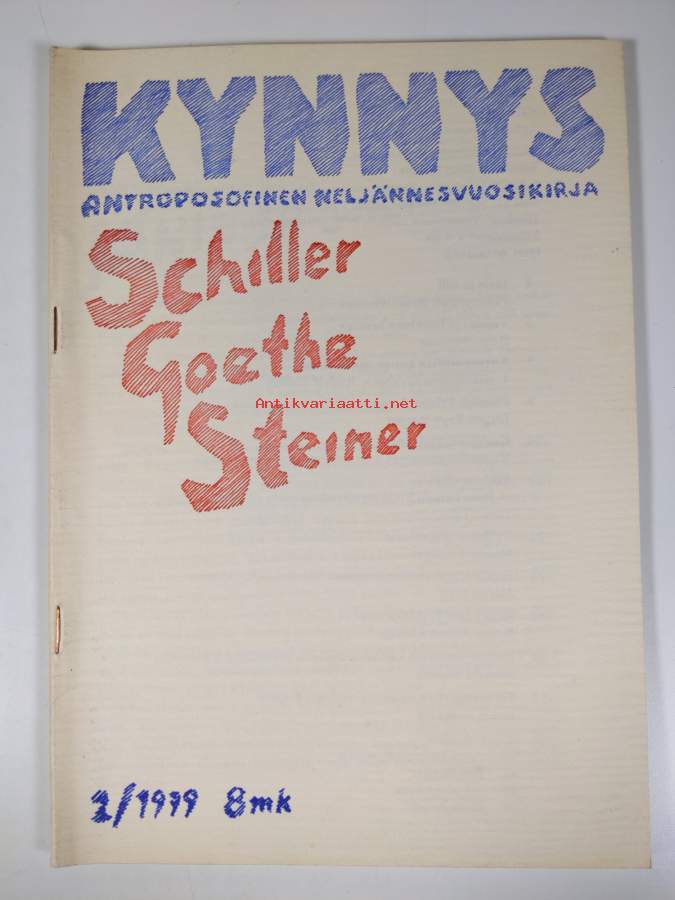 KYNNYS
ANTROPOSOFINEN NELJÄNNESVUOSIKIRJA
Schiller
Goethe
Antikvariaatti.net
Steiner
2/1979 8mk